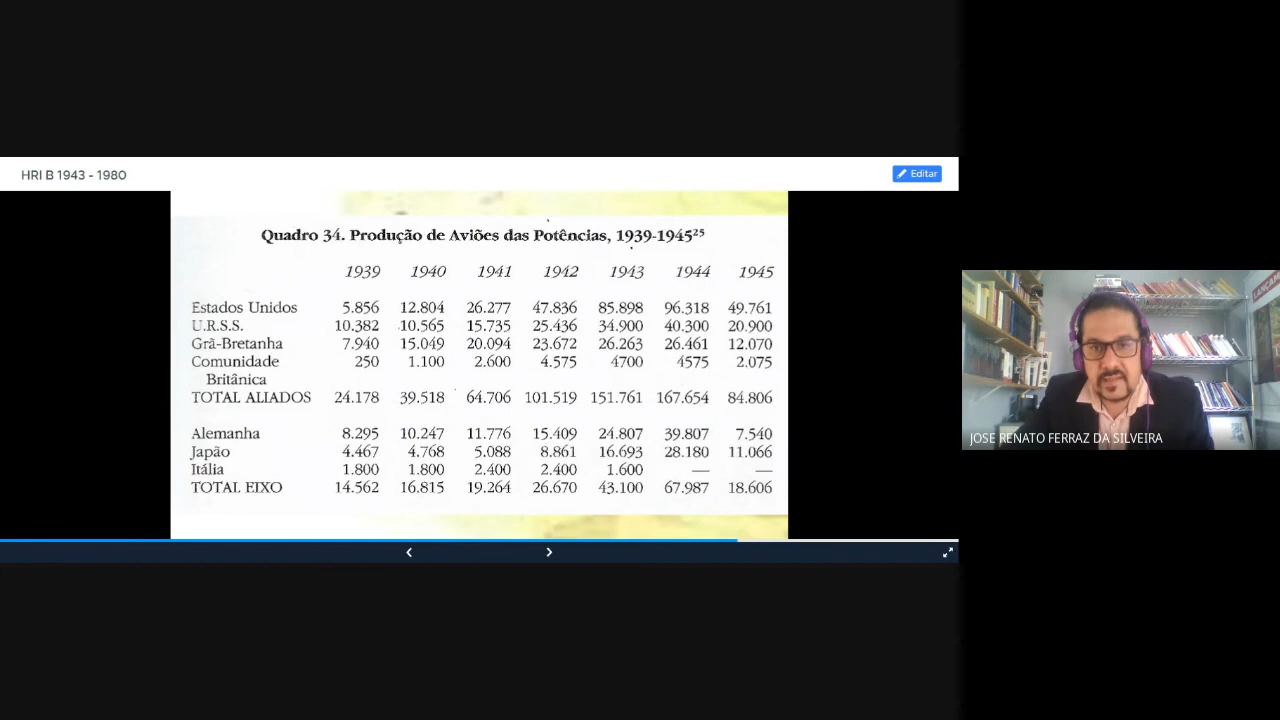 HRI B 1943 - 1980
Editar
Quadro 34. Produção de Aviões das Potências, 1939-1945²⁵
1939 1940 1941 1942 1943 1944 1945
Estados Unidos 5.856 12.804 26.277 47.836 85.898 96.318 49.761
U.R.S.S. 10.382 10.565 15.735 25.436 34.900 40.300 20.900
Grã-Bretanha 7.940 15.049 20.094 23.672 26.263 26.461 12.070
Comunidade 250 1.100 2.600 4.575 4700 4575 2.075
Britânica
TOTAL ALIADOS 24.178 39.518 64.706 101.519 151.761 167.654 84.806
Alemanha 8.295 10.247 11.776 15.409 24.807 39.807 7.540
Japão 4.467 4.768 5.088 8.861 16.693 28.180 11.066
Itália 1.800 1.800 2.400 2.400 1.600 — —
TOTAL EIXO 14.562 16.815 19.264 26.670 43.100 67.987 18.606
LANÇAM
JOSE RENATO FERRAZ DA SILVEIRA